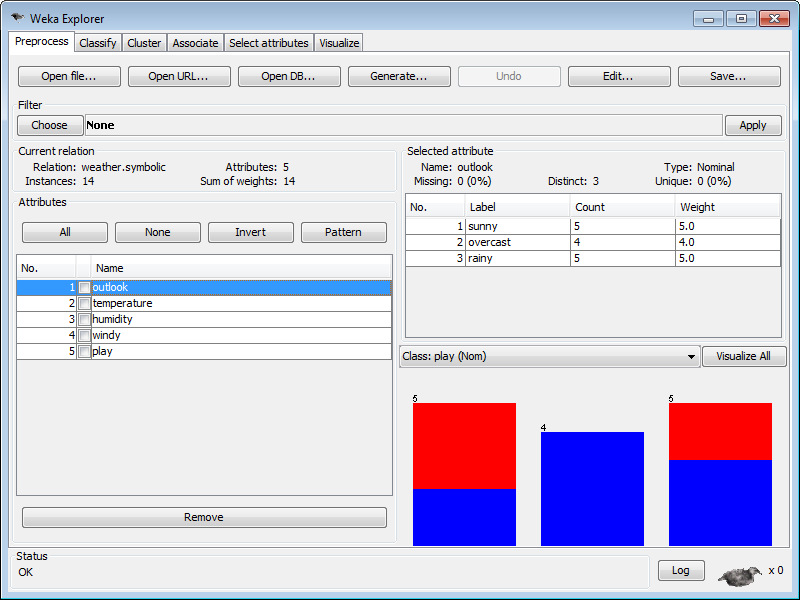 Weka Explorer
Preprocess Classify Cluster Associate Select attributes Visualize
Open file... Open URL... Open DB... Generate... Undo Edit... Save...
Filter
Choose None Apply
Current relation
Relation: weather.symbolic Attributes: 5
Instances: 14 Sum of weights: 14
Attributes
All None Invert Pattern
No. Name
1 outlook
2 temperature
3 humidity
4 windy
5 play
Remove
Selected attribute
Name: outlook Type: Nominal
Missing: 0 (0%) Distinct: 3 Unique: 0 (0%)
No. Label Count Weight
1 sunny 5 5.0
2 overcast 4 4.0
3 rainy 5 5.0
Class: play (Nom) Visualize All
5 4 5
Status
OK
Log x 0